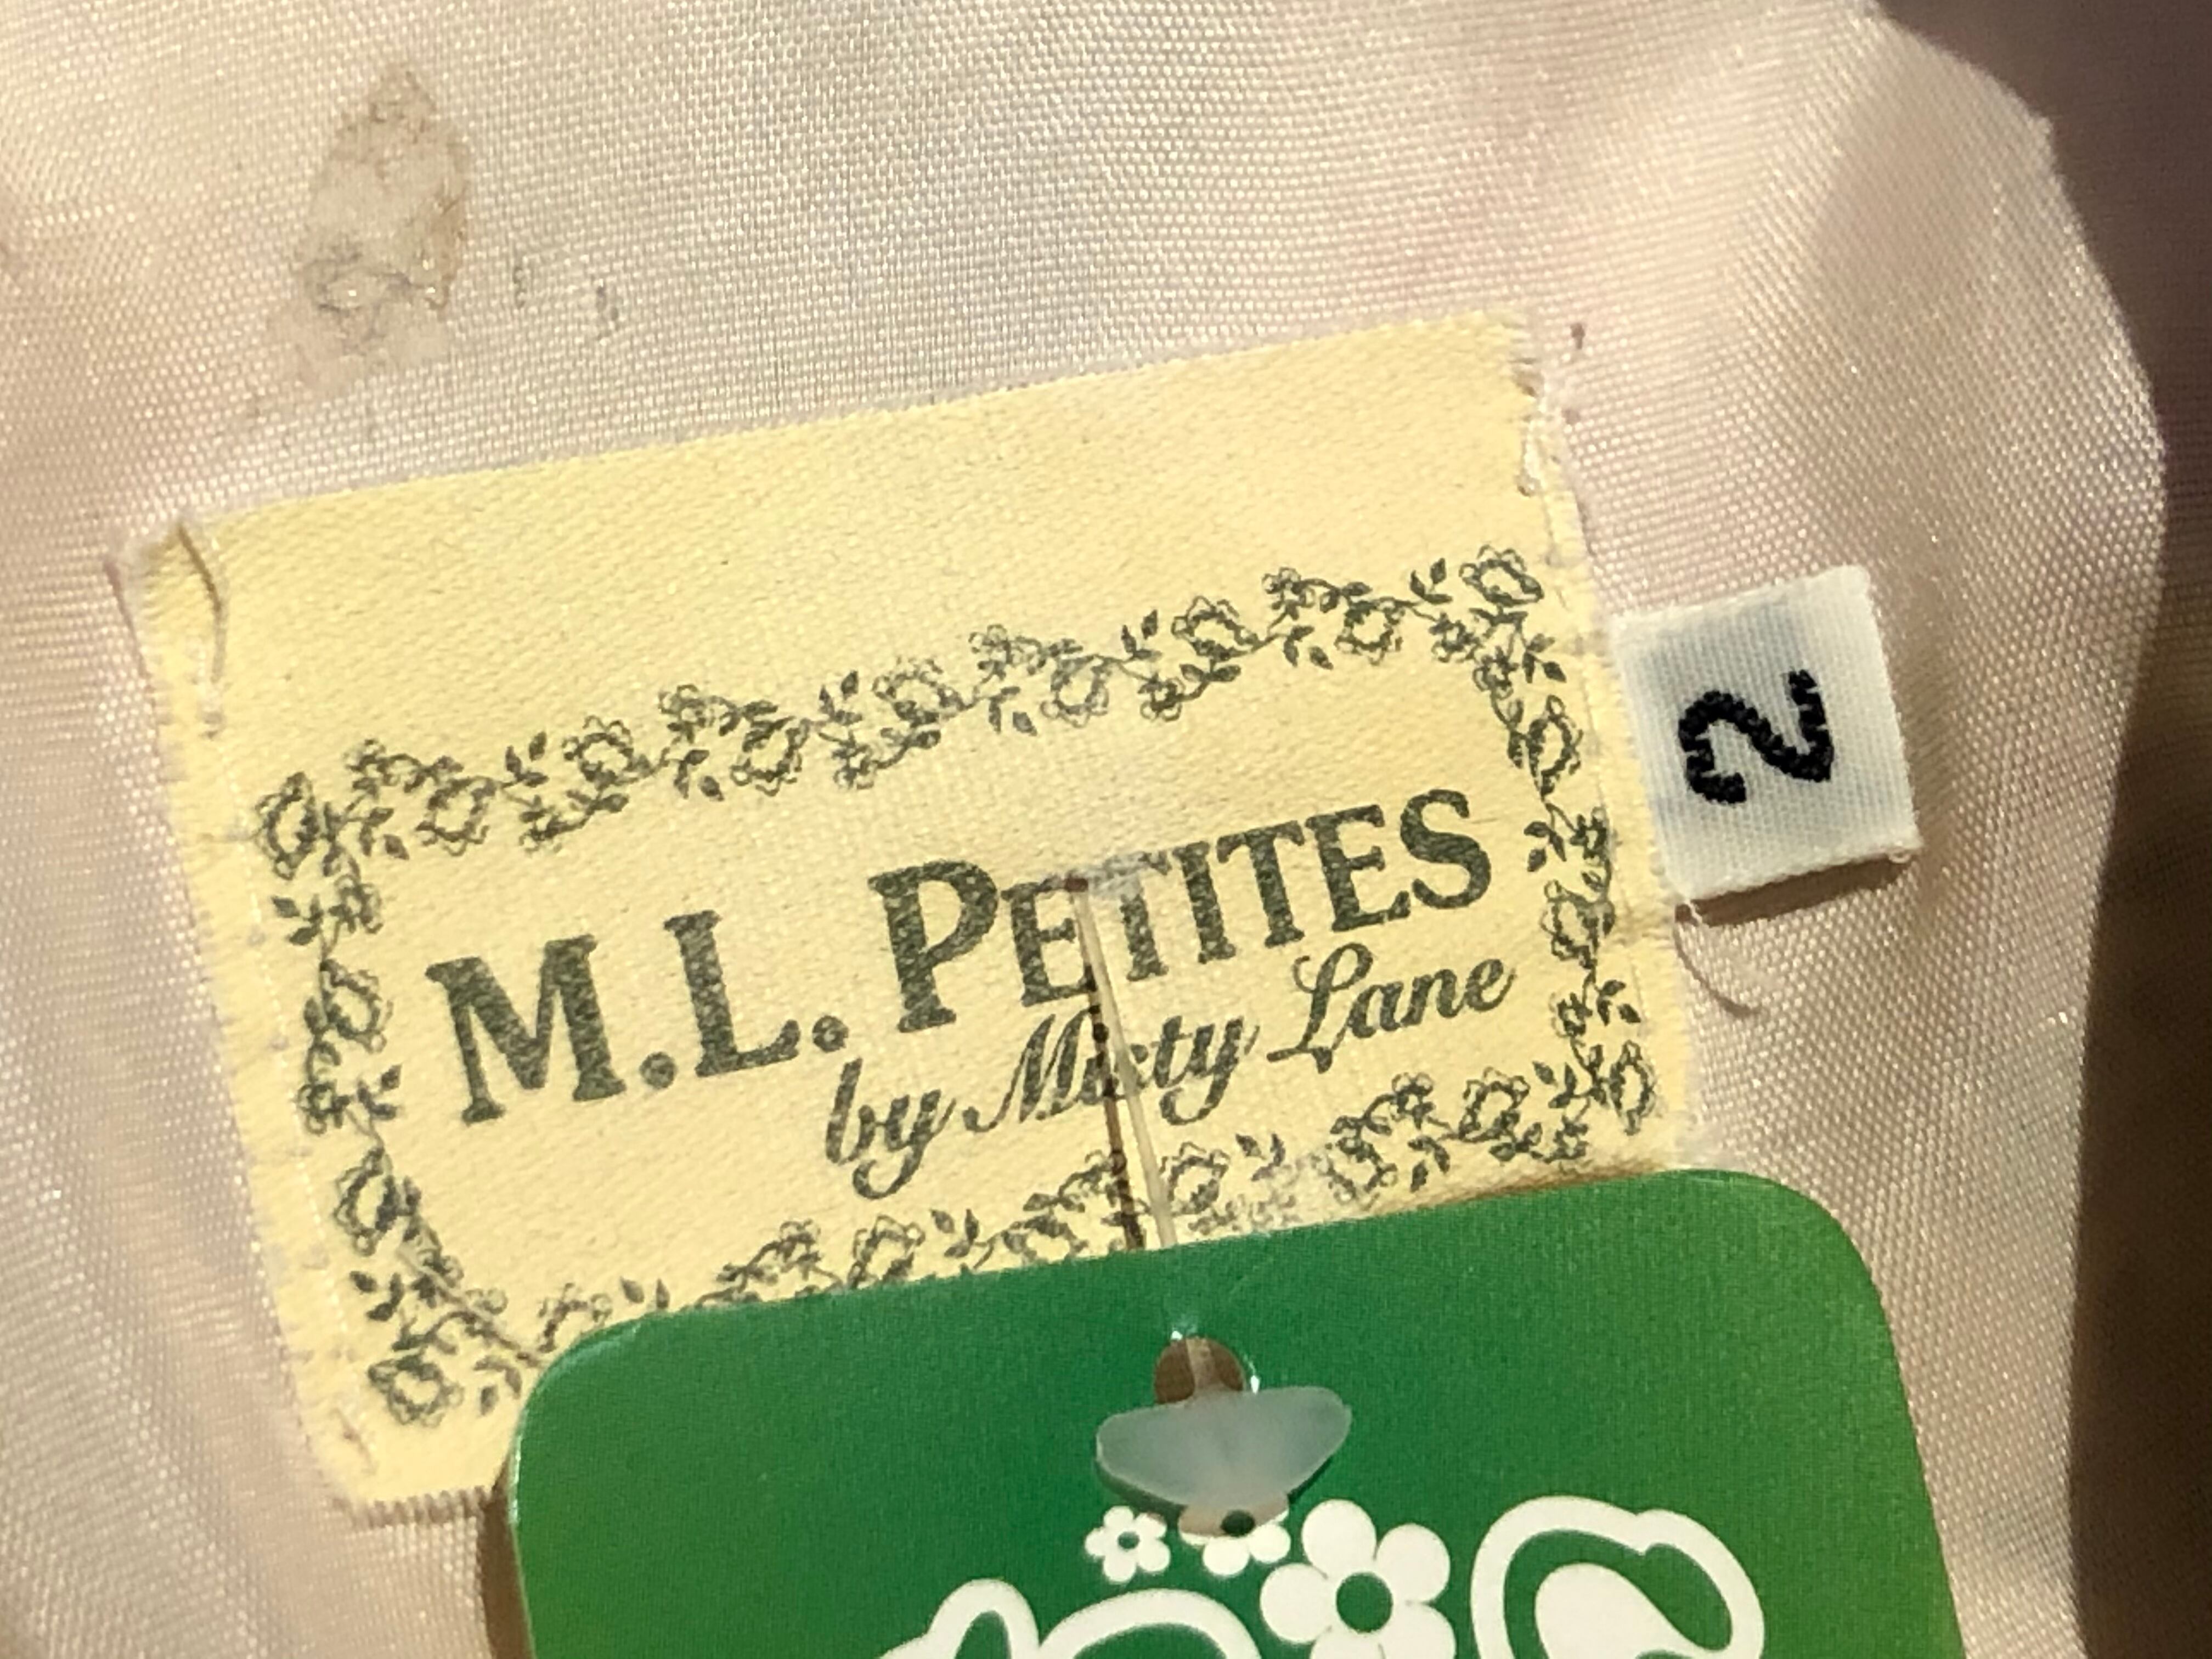 M.L. PETITES
by Misty Lane
2